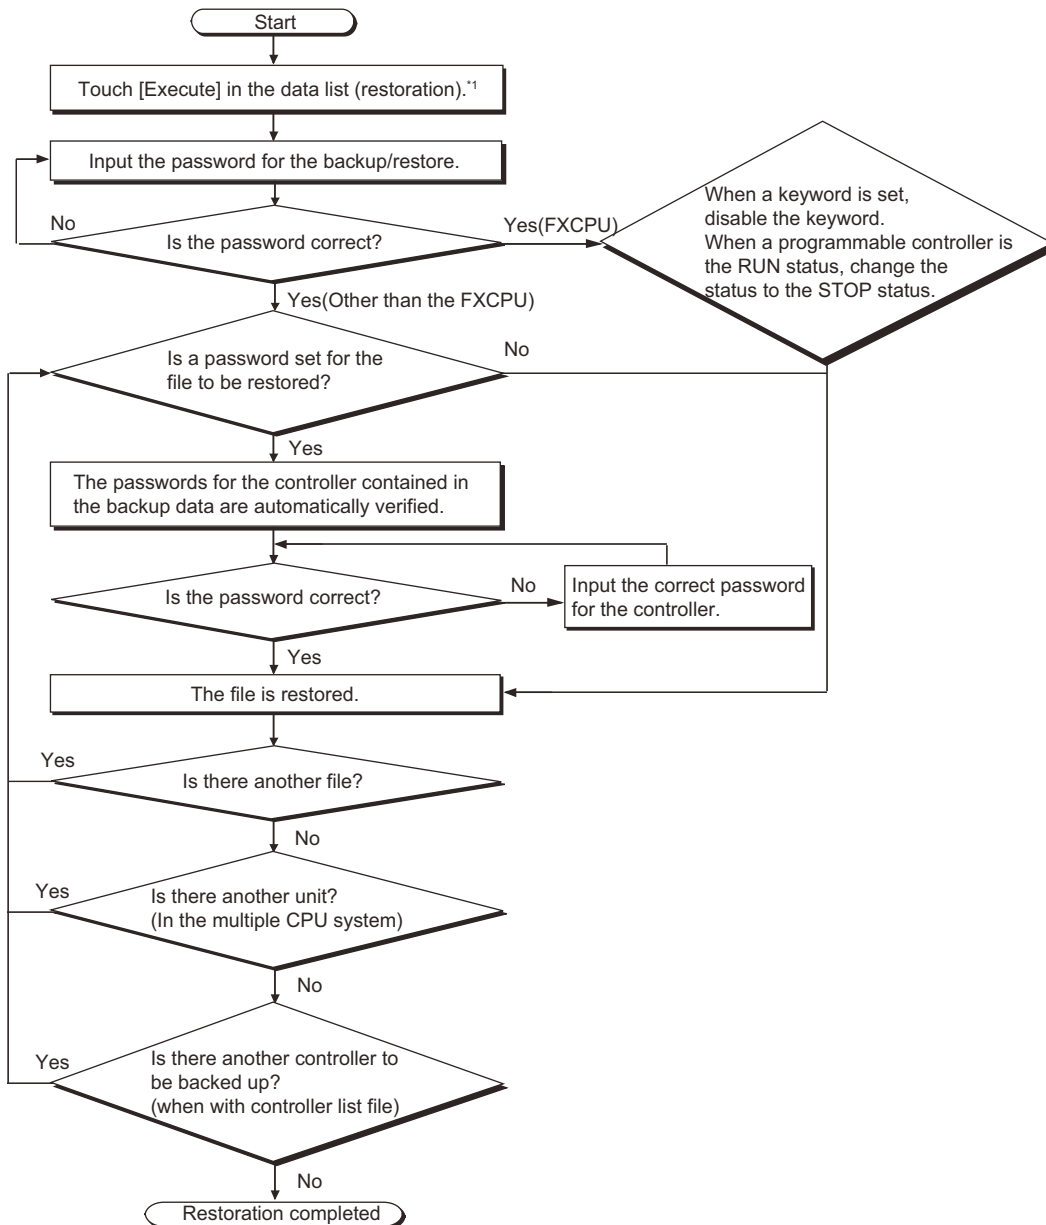 Start
Touch [Execute] in the data list (restoration).*1
Input the password for the backup/restore.
No
Is the password correct?
Yes(FXCPU)
When a keyword is set,
disable the keyword.
When a programmable controller is
the RUN status, change the
status to the STOP status.
Yes(Other than the FXCPU)
Is a password set for the
file to be restored?
No
Yes
The passwords for the controller contained in
the backup data are automatically verified.
Is the password correct?
No
Input the correct password
for the controller.
Yes
The file is restored.
Yes
Is there another file?
No
Yes
Is there another unit?
(In the multiple CPU system)
No
Yes
Is there another controller to
be backed up?
(when with controller list file)
No
Restoration completed